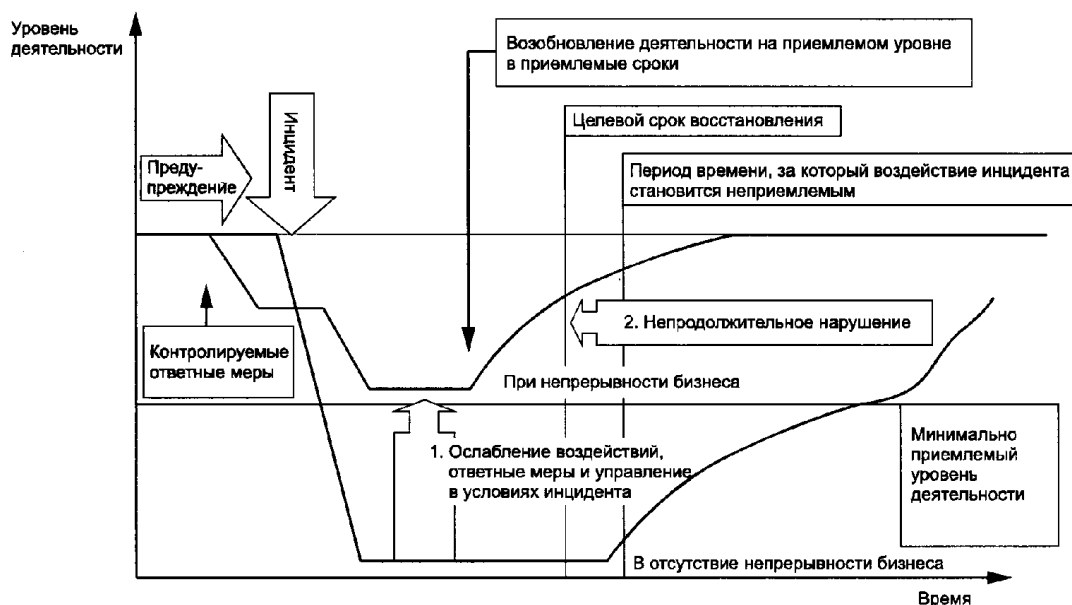 Уровень
деятельности
Возобновление деятельности на приемлемом уровне
в приемлемые сроки
Инцидент
Целевой срок восстановления
Преду-
преждение
Период времени, за который воздействие инцидента
становится неприемлемым
2. Непродолжительное нарушение
Контролируемые
ответные меры
При непрерывности бизнеса
1. Ослабление воздействий,
ответные меры и управление
в условиях инцидента
Минимально
приемлемый
уровень
деятельности
В отсутствие непрерывности бизнеса
Время